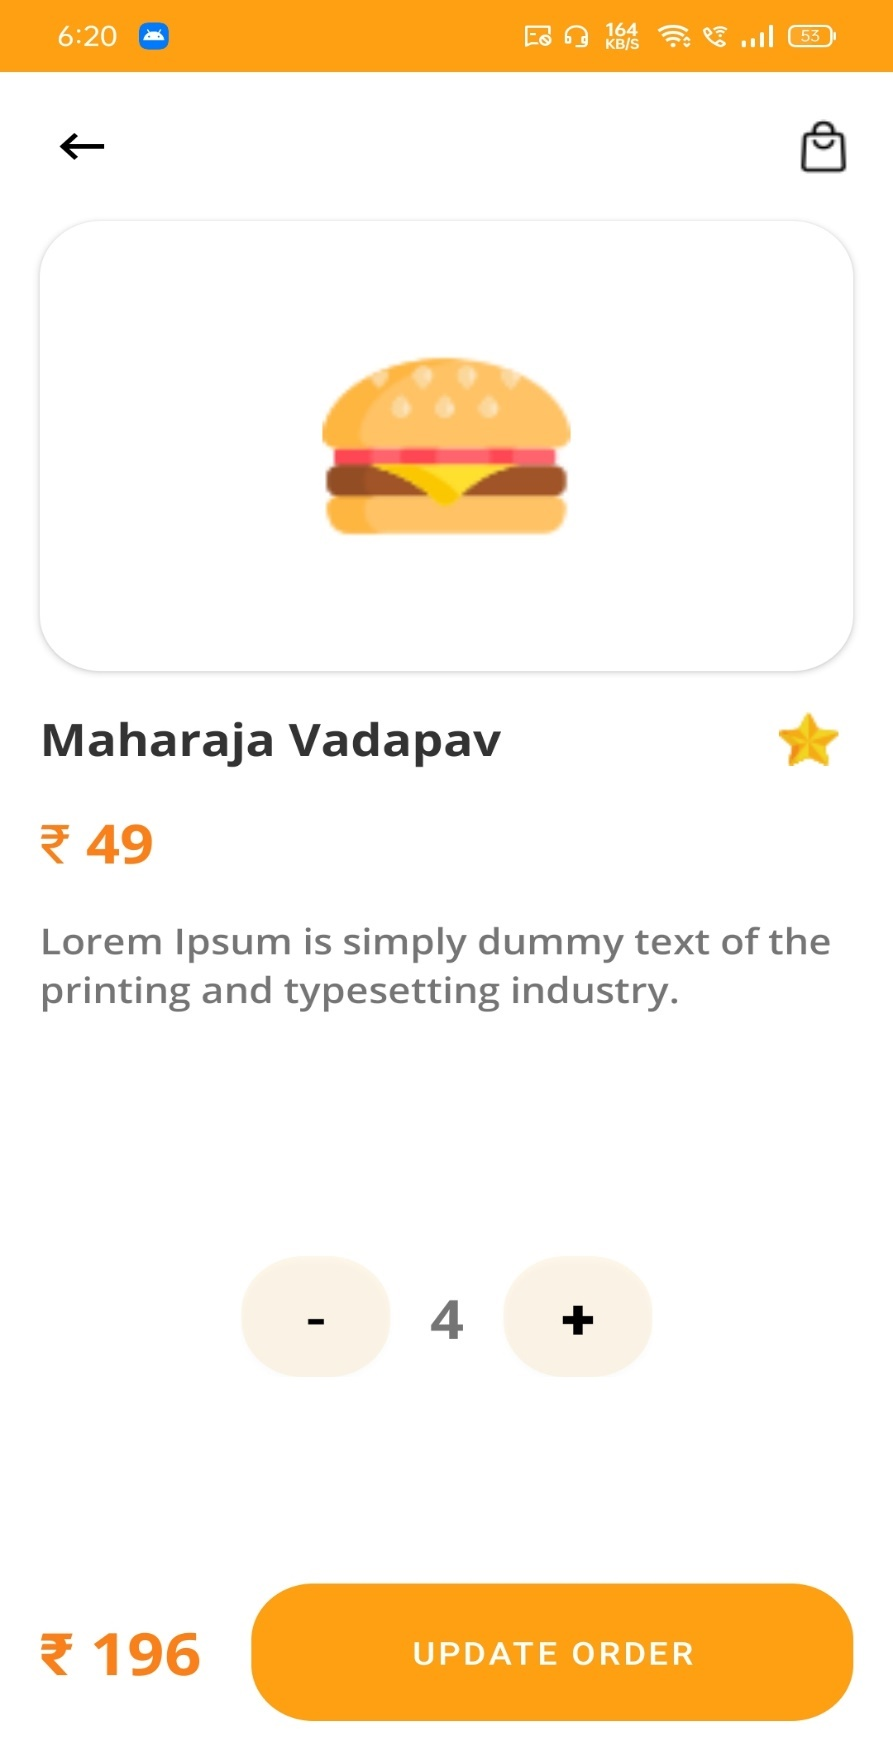 6:20
164
KB/S
53
Maharaja Vadapav
₹ 49
Lorem Ipsum is simply dummy text of the
printing and typesetting industry.
- 4 +
₹ 196
UPDATE ORDER